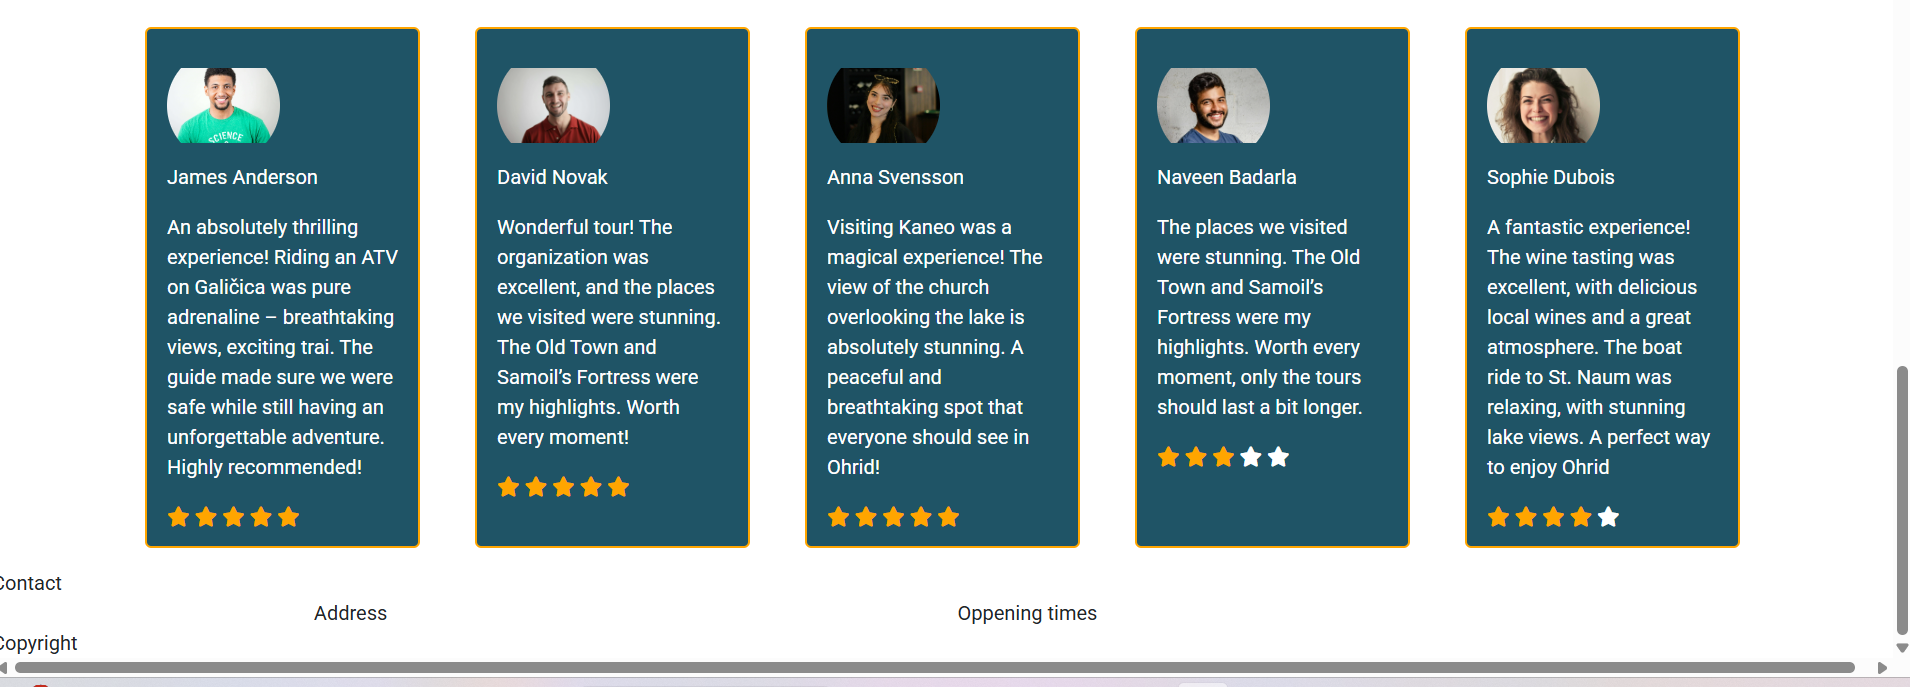 SCIENCE
James Anderson
An absolutely thrilling
experience! Riding an ATV
on Galičica was pure
adrenaline – breathtaking
views, exciting trai. The
guide made sure we were
safe while still having an
unforgettable adventure.
Highly recommended!
David Novak
Wonderful tour! The
organization was
excellent, and the places
we visited were stunning.
The Old Town and
Samoil’s Fortress were
my highlights. Worth
every moment!
Anna Svensson
Visiting Kaneo was a
magical experience! The
view of the church
overlooking the lake is
absolutely stunning. A
peaceful and
breathtaking spot that
everyone should see in
Ohrid!
Naveen Badarla
The places we visited
were stunning. The Old
Town and Samoil’s
Fortress were my
highlights. Worth every
moment, only the tours
should last a bit longer.
Sophie Dubois
A fantastic experience!
The wine tasting was
excellent, with delicious
local wines and a great
atmosphere. The boat
ride to St. Naum was
relaxing, with stunning
lake views. A perfect way
to enjoy Ohrid
Contact
Address
Oppening times
Copyright